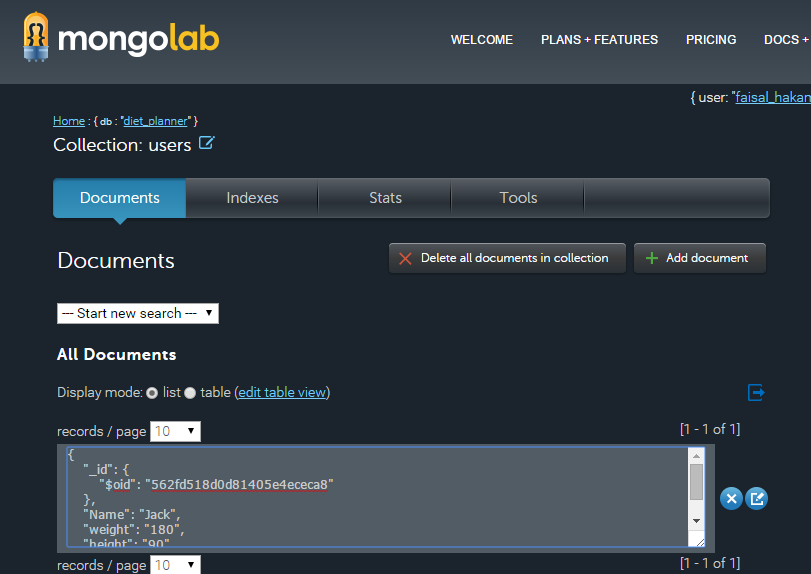 mongolab
WELCOME PLANS + FEATURES PRICING DOCS +
{ user: "faisal_hakam
Home : { db : "diet_planner" }
Collection: users
Documents Indexes Stats Tools
Documents
Delete all documents in collection Add document
--- Start new search ---
All Documents
Display mode: list table (edit table view)
records / page 10 [1 - 1 of 1]
{
"_id": {
"$oid": "562fd518d0d81405e4ececa8"
},
"Name": "Jack",
"weight": "180",
"height": "90"
records / page 10 [1 - 1 of 1]